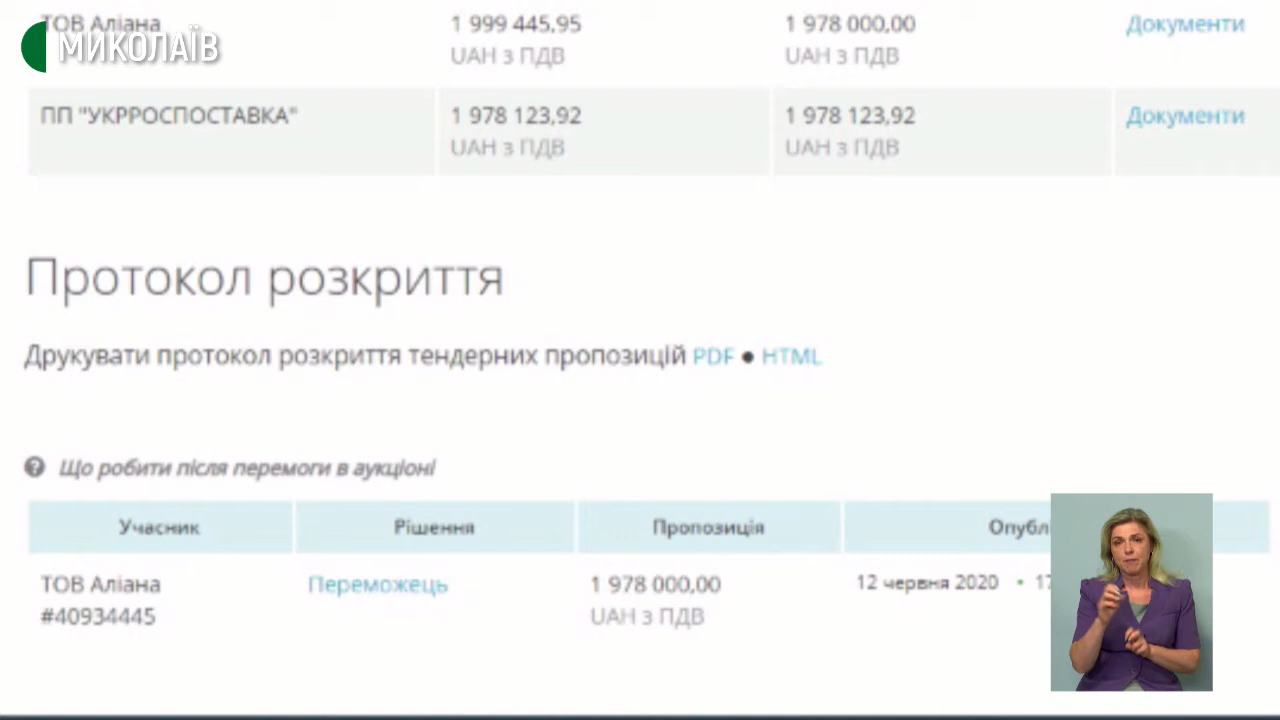 ТОВ Аліана 1 999 445,95 1 978 000,00 Документи
UAH з ПДВ UAH з ПДВ
МИКОЛАЇВ
ПП "УКРРОСПОСТАВКА" 1 978 123,92 1 978 123,92 Документи
UAH з ПДВ UAH з ПДВ
Протокол розкриття
Друкувати протокол розкриття тендерних пропозицій PDF ● HTML
Що робити після перемоги в аукціоні
Учасник Рішення Пропозиція
ТОВ Аліана Переможець 1 978 000,00 12 червня 2020 • 17
#40934445 UAH з ПДВ